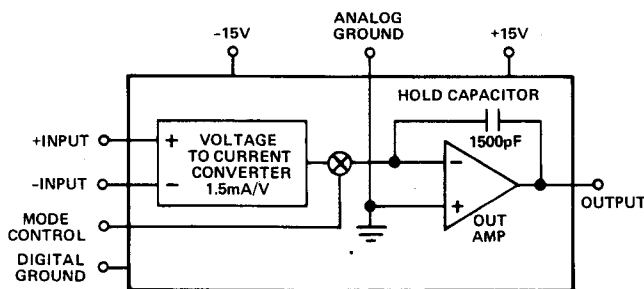 -15V
ANALOG
GROUND
+15V
HOLD CAPACITOR
1500pF
+INPUT
+
VOLTAGE
TO CURRENT
CONVERTER
1.5mA/V
-INPUT
−
−
+
OUT
AMP
OUTPUT
MODE
CONTROL
DIGITAL
GROUND